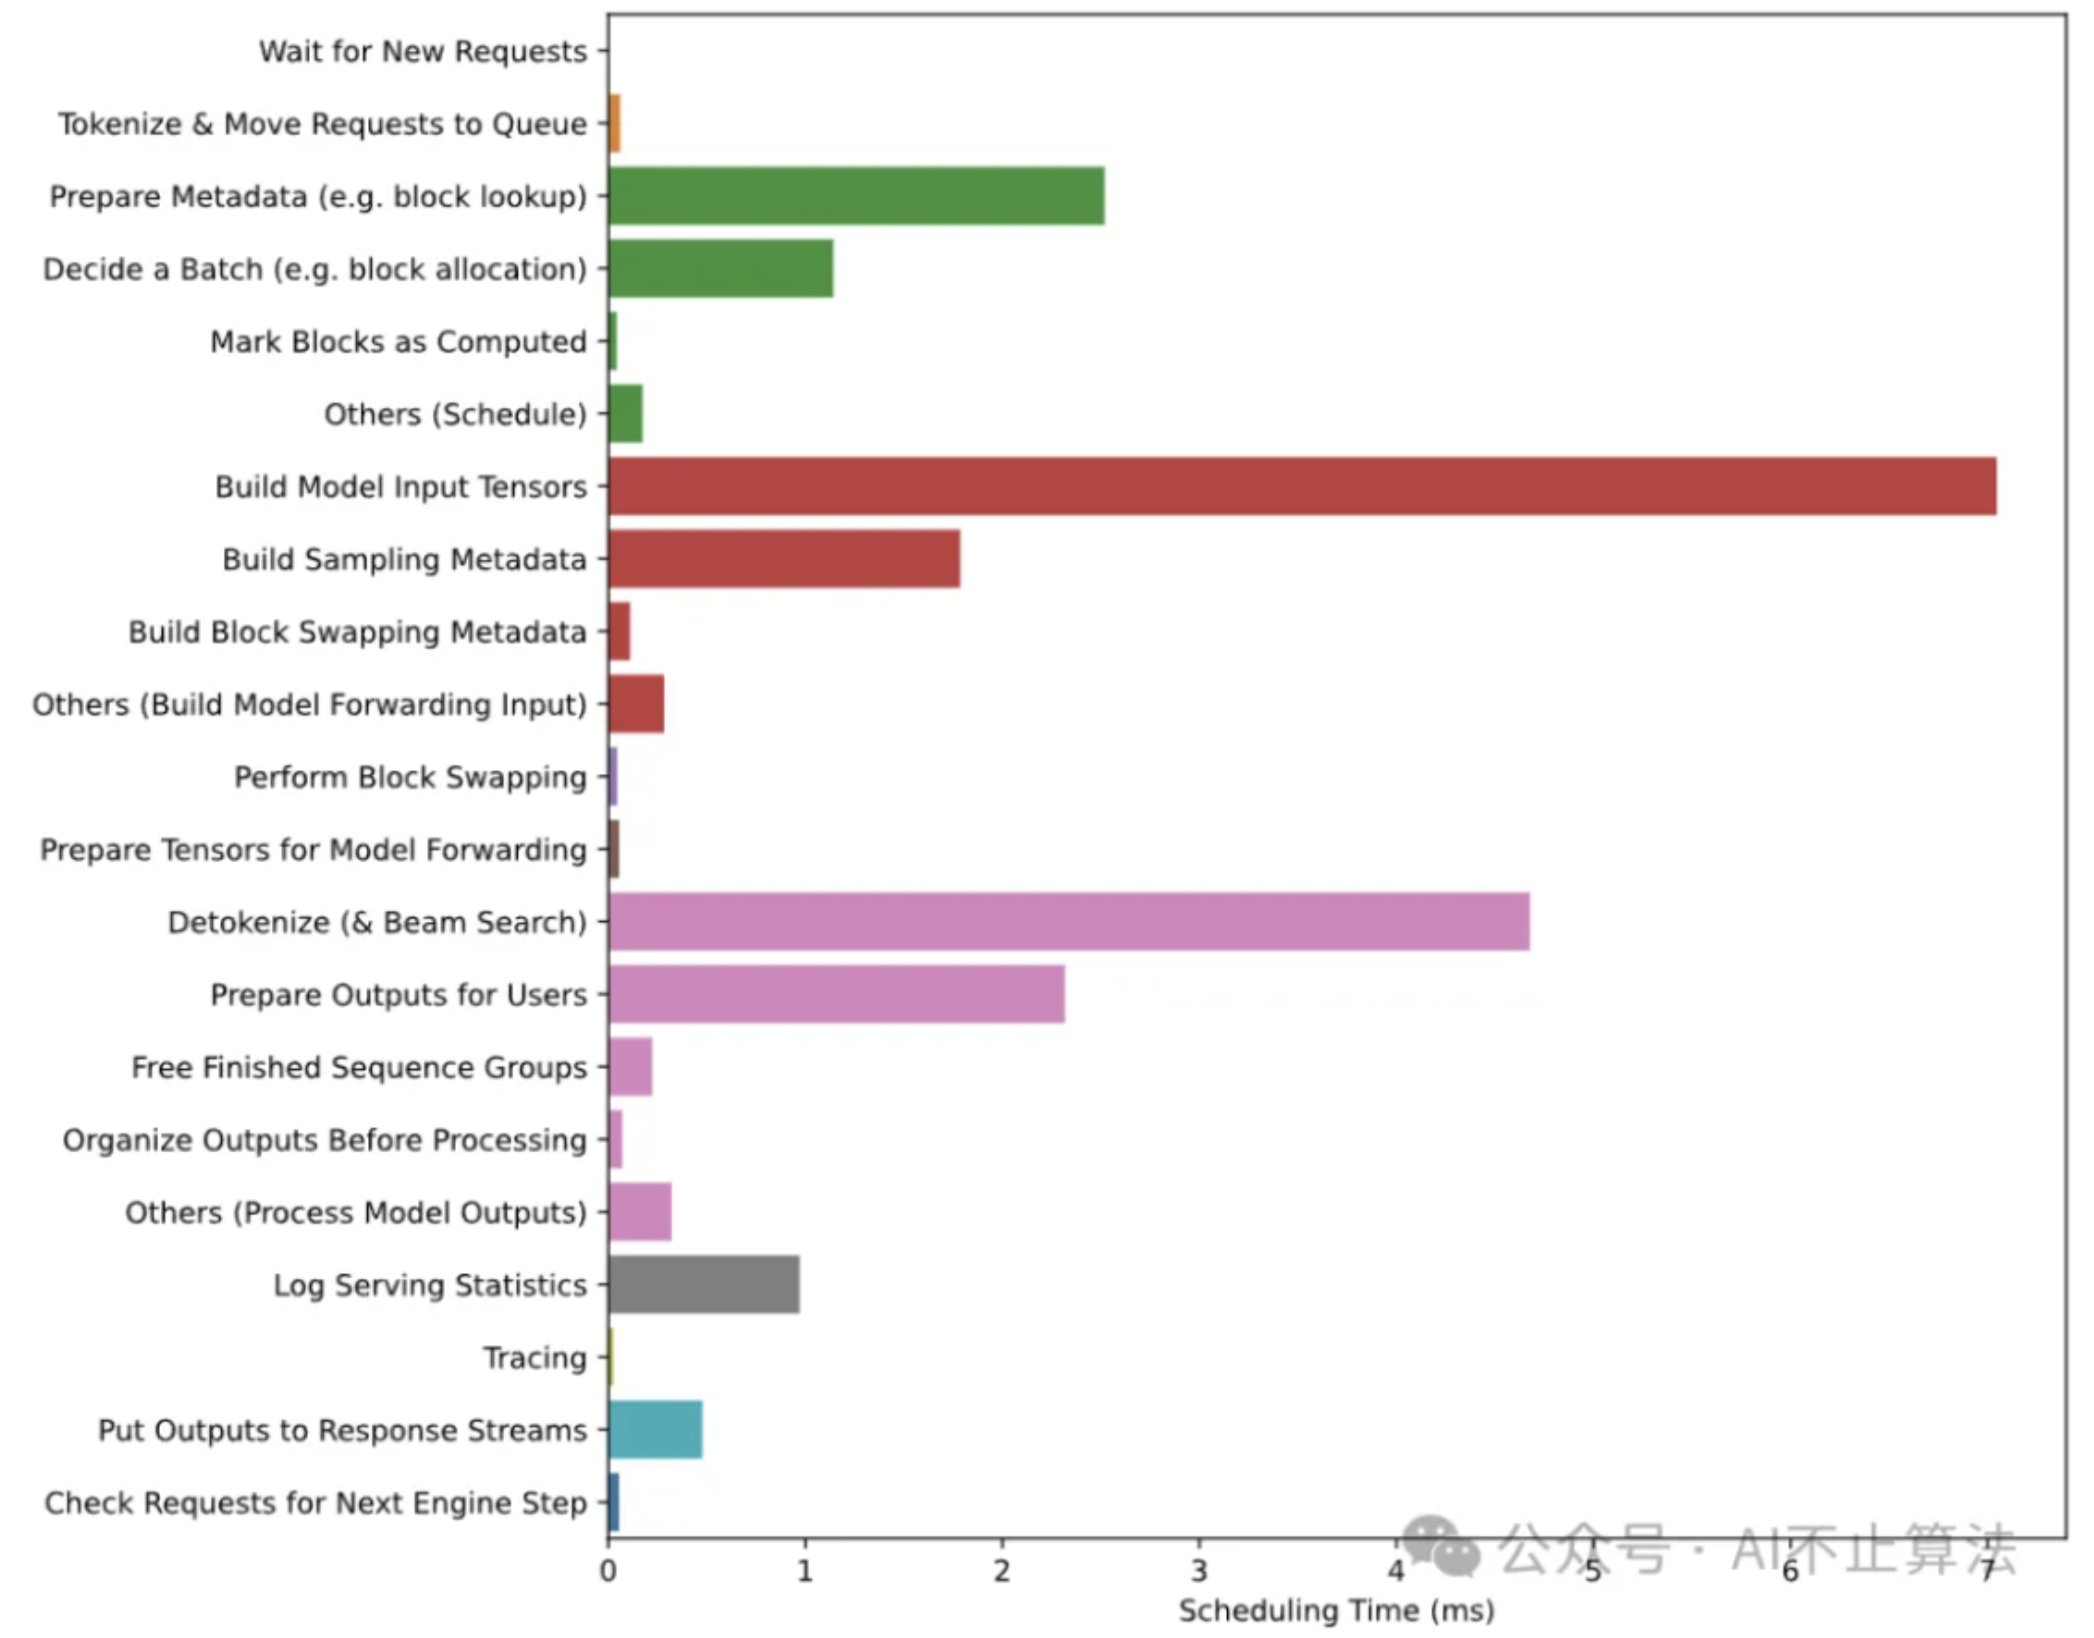 Wait for New Requests
Tokenize & Move Requests to Queue
Prepare Metadata (e.g. block lookup)
Decide a Batch (e.g. block allocation)
Mark Blocks as Computed
Others (Schedule)
Build Model Input Tensors
Build Sampling Metadata
Build Block Swapping Metadata
Others (Build Model Forwarding Input)
Perform Block Swapping
Prepare Tensors for Model Forwarding
Detokenize (& Beam Search)
Prepare Outputs for Users
Free Finished Sequence Groups
Organize Outputs Before Processing
Others (Process Model Outputs)
Log Serving Statistics
Tracing
Put Outputs to Response Streams
Check Requests for Next Engine Step
0 1 2 3 4 5 6 7
Scheduling Time (ms)
公众号 · AI不止算法